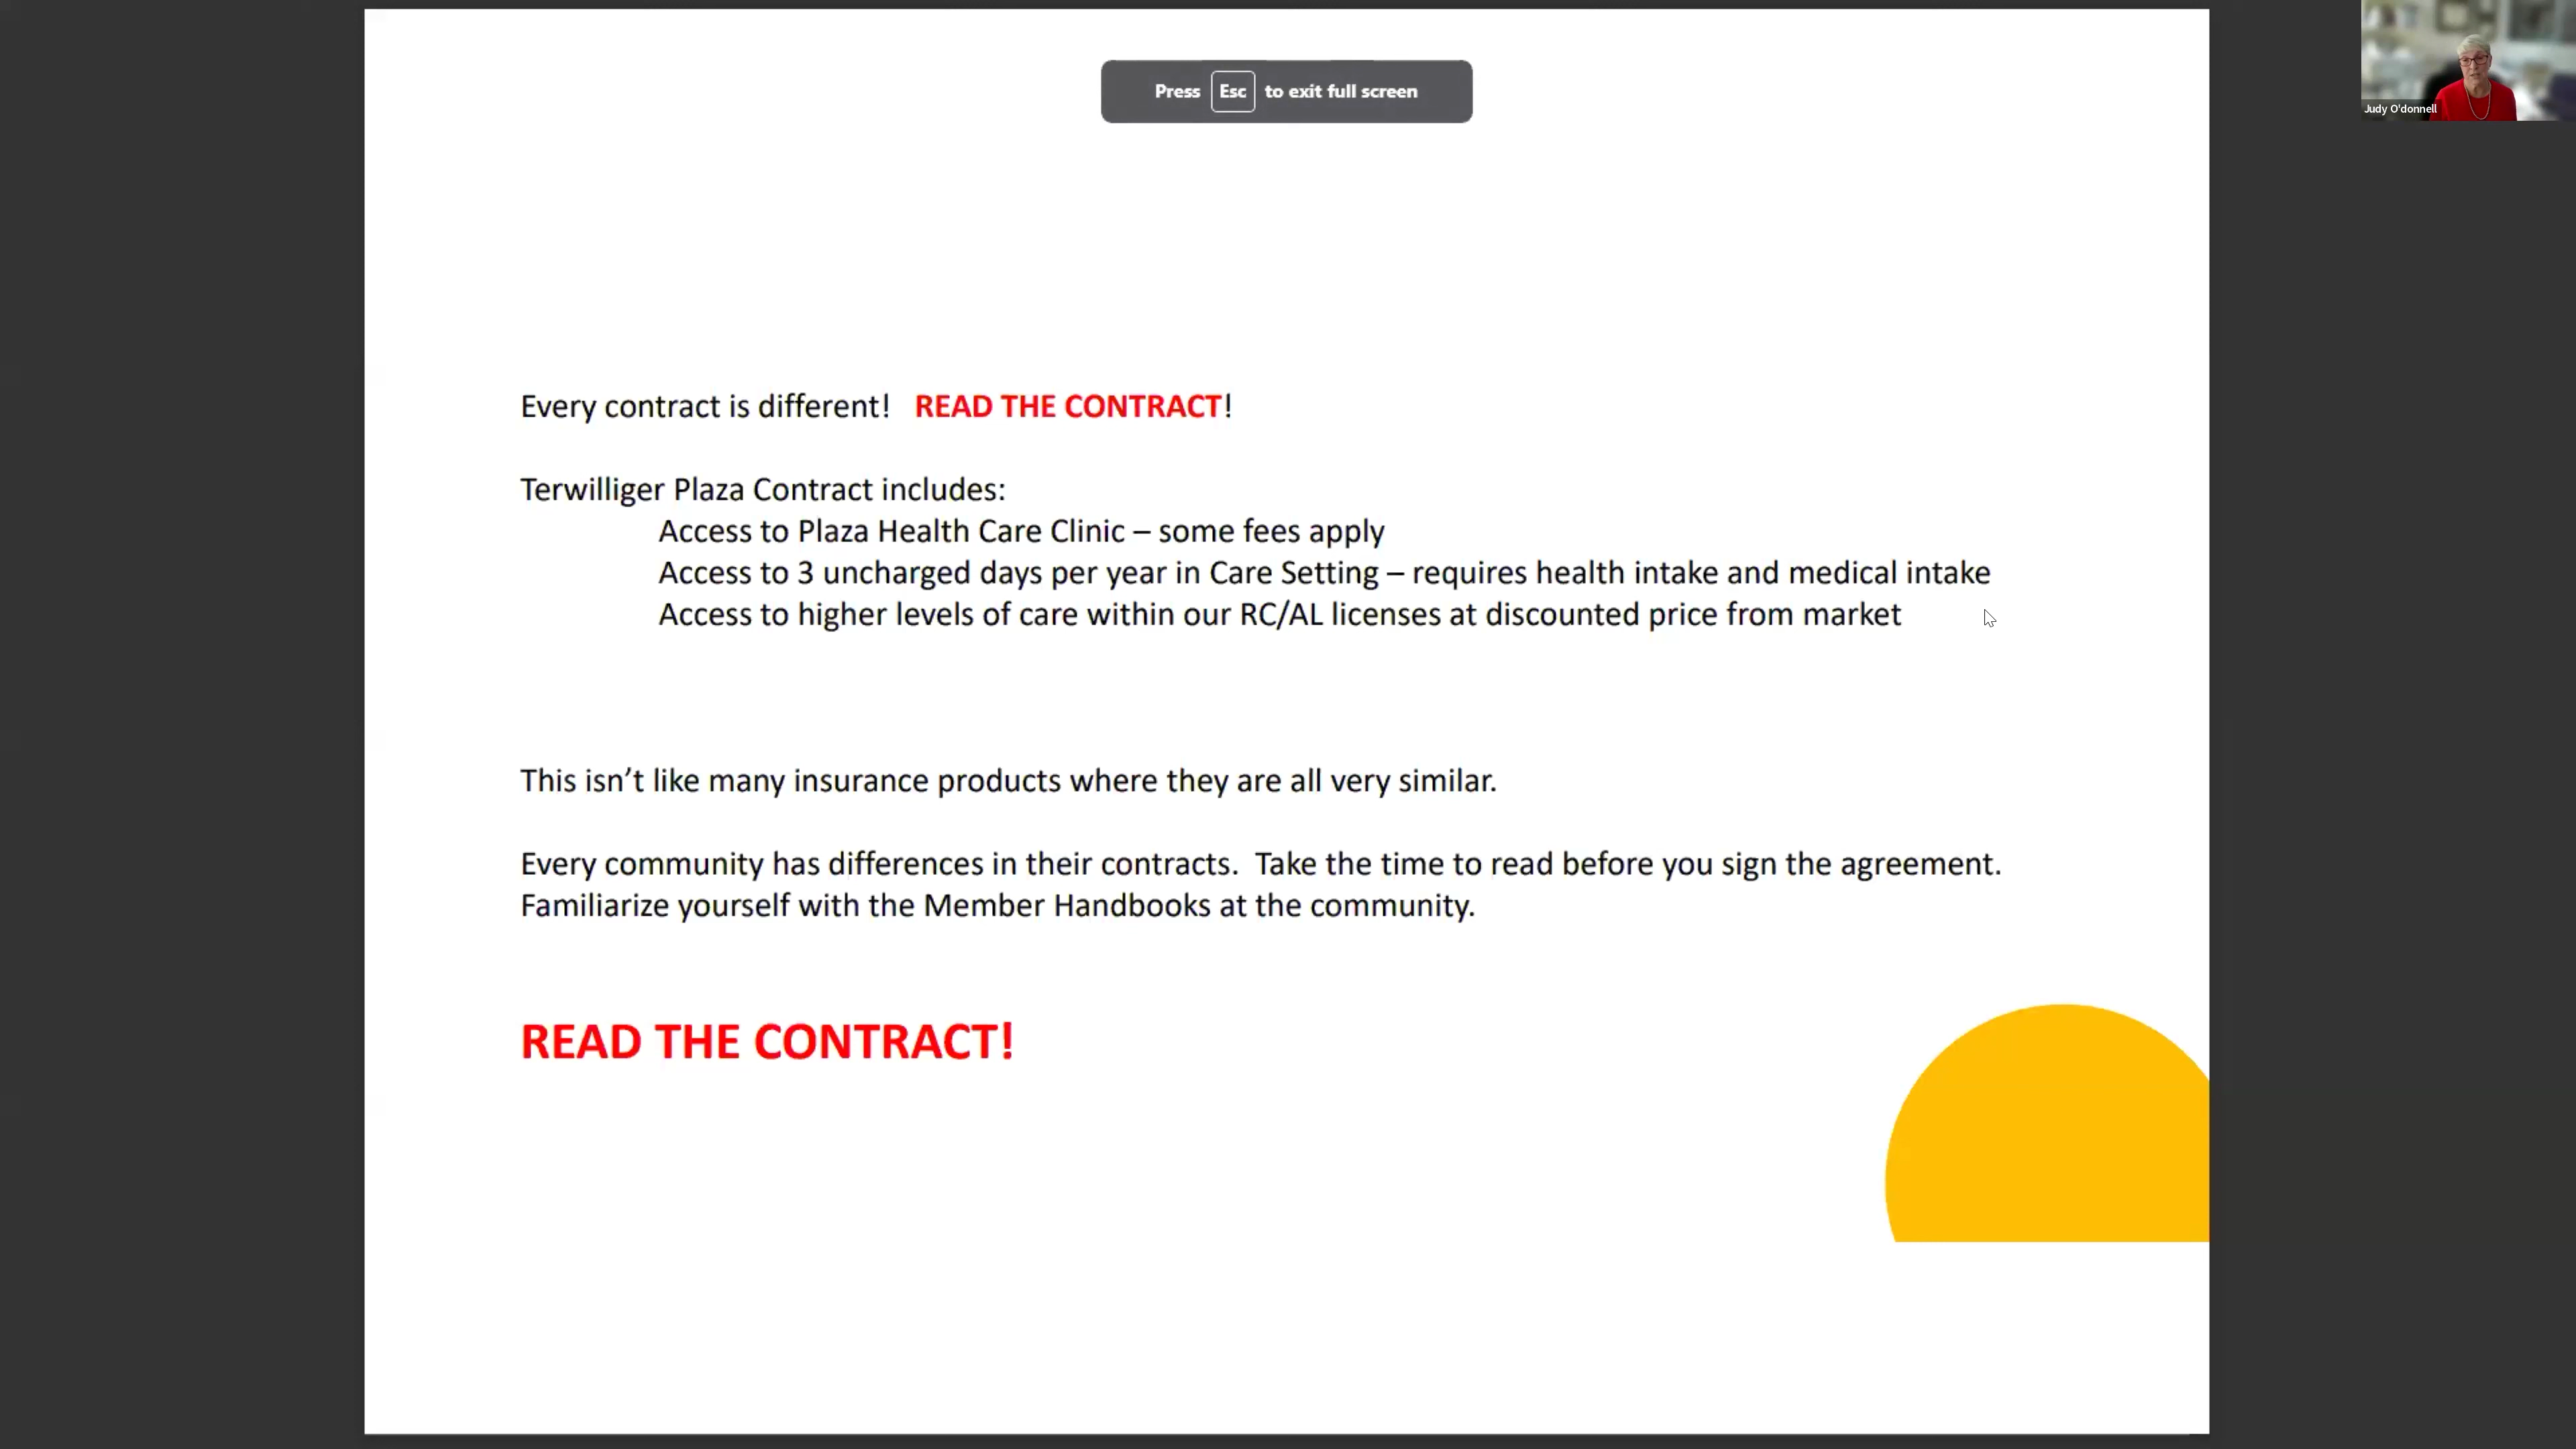 Press Esc to exit full screen
Judy O'donnell
Every contract is different! READ THE CONTRACT!
Terwilliger Plaza Contract includes:
Access to Plaza Health Care Clinic – some fees apply
Access to 3 uncharged days per year in Care Setting – requires health intake and medical intake
Access to higher levels of care within our RC/AL licenses at discounted price from market
This isn’t like many insurance products where they are all very similar.
Every community has differences in their contracts. Take the time to read before you sign the agreement.
Familiarize yourself with the Member Handbooks at the community.
READ THE CONTRACT!